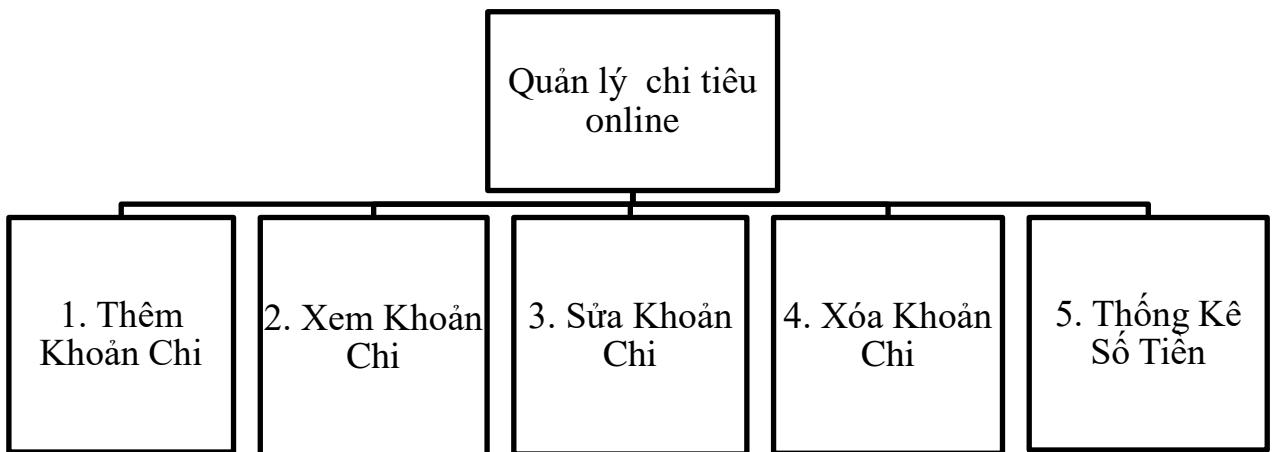 Quản lý  chi tiêu
online
1. Thêm
Khoản Chi
2. Xem Khoản
Chi
3. Sửa Khoản
Chi
4. Xóa Khoản
Chi
5. Thống Kê
Số Tiền